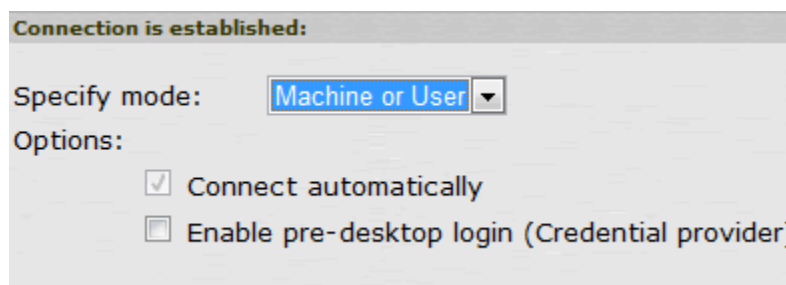 Connection is established:
Specify mode: Machine or User
Options:
Connect automatically
Enable pre-desktop login (Credential provider)